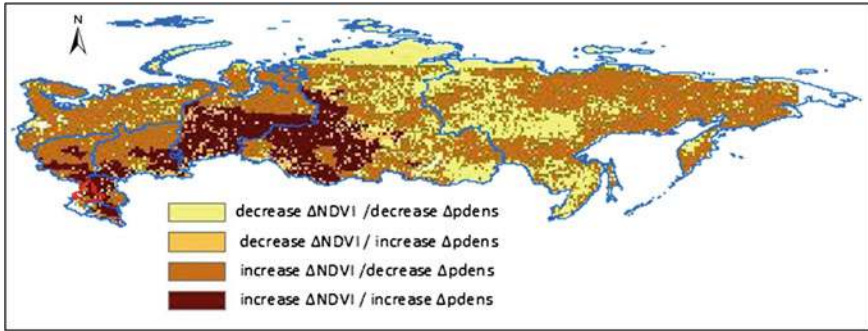 N
decrease ΔNDVI /decrease Δpdens
decrease ΔNDVI / increase Δpdens
increase ΔNDVI /decrease Δpdens
increase ΔNDVI / increase Δpdens